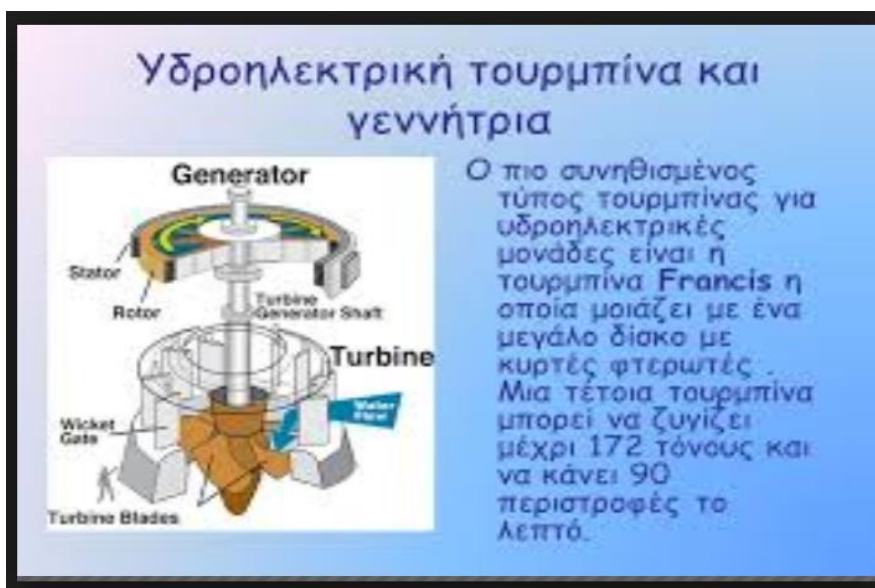 Υδροηλεκτρική τουρμπίνα και
γεννήτρια
Generator
Stator
Rotor
Turbine
Generator Shaft
Turbine
Wicket
Gate
Water
Flow
Turbine Blades
Ο πιο συνηθισμένος
τύπος τουρμπίνας για
υδροηλεκτρικές
μονάδες είναι η
τουρμπίνα Francis η
οποία μοιάζει με ένα
μεγάλο δίσκο με
κυρτές φτερωτές .
Μια τέτοια τουρμπίνα
μπορεί να ζυγίζει
μέχρι 172 τόνους και
να κάνει 90
περιστροφές το
λεπτό.